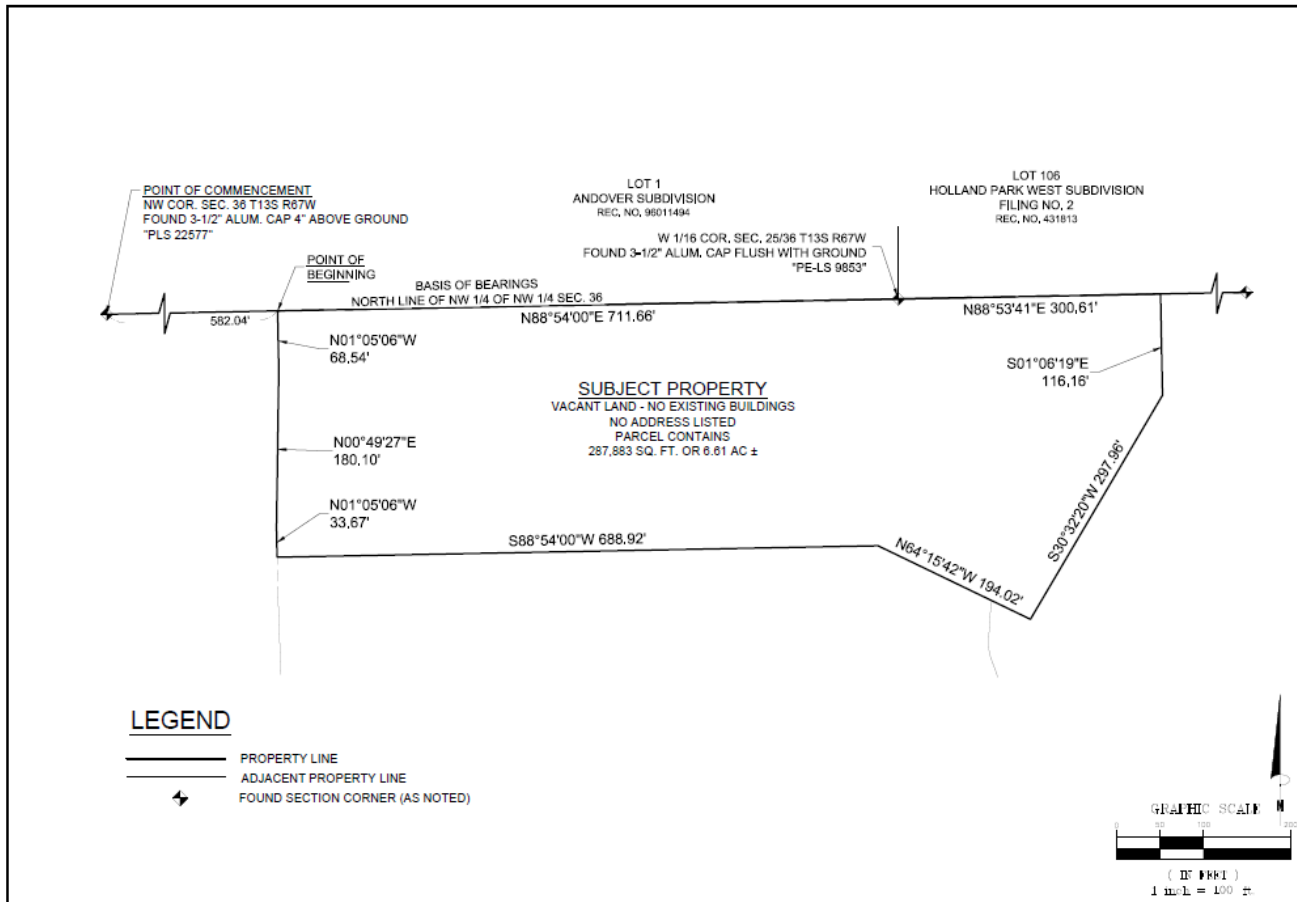 POINT OF COMMENCEMENT
NW COR. SEC. 36 T13S R67W
FOUND 3-1/2" ALUM. CAP 4" ABOVE GROUND
"PLS 22577"
LOT 1
ANDOVER SUBDIVISION
REC. NO. 96011494
LOT 106
HOLLAND PARK WEST SUBDIVISION
FILING NO. 2
REC. NO. 431813
W 1/16 COR. SEC. 25/36 T13S R67W
FOUND 3-1/2" ALUM. CAP FLUSH WITH GROUND
"PE-LS 9853"
POINT OF
BEGINNING
BASIS OF BEARINGS
NORTH LINE OF NW 1/4 OF NW 1/4 SEC. 36
582.04'
N88°54'00"E 711.66'
N88°53'41"E 300.61'
N01°05'06"W
68.54'
S01°06'19"E
116.16'
SUBJECT PROPERTY
VACANT LAND - NO EXISTING BUILDINGS
NO ADDRESS LISTED
PARCEL CONTAINS
287,883 SQ. FT. OR 6.61 AC ±
N00°49'27"E
180.10'
S30°32'20"W 297.96'
N01°05'06"W
33.67'
S88°54'00"W 688.92'
N64°15'42"W 194.02'
LEGEND
PROPERTY LINE
ADJACENT PROPERTY LINE
FOUND SECTION CORNER (AS NOTED)
N
GRAPHIC SCALE
0 50 100 200
( IN FEET )
1 inch = 100 ft.